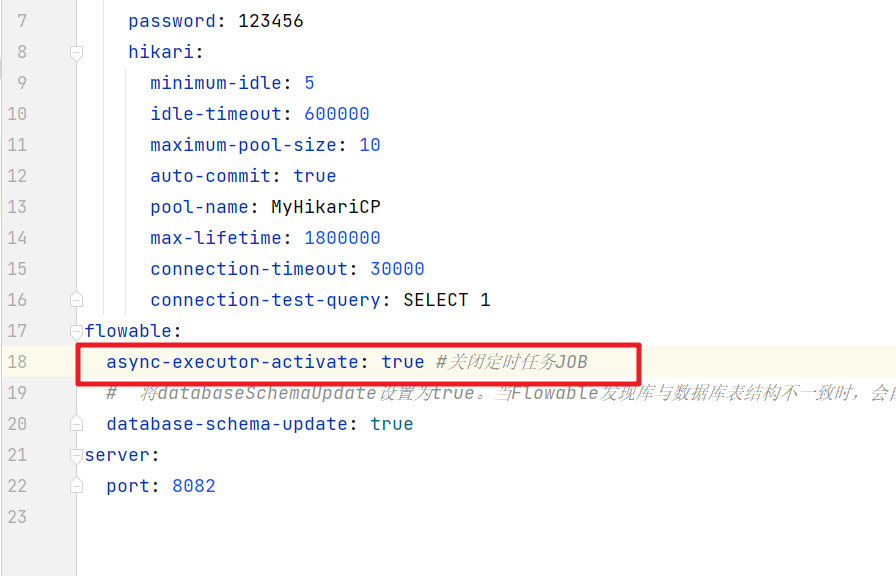 7 password: 123456
8 hikari:
9 minimum-idle: 5
10 idle-timeout: 600000
11 maximum-pool-size: 10
12 auto-commit: true
13 pool-name: MyHikariCP
14 max-lifetime: 1800000
15 connection-timeout: 30000
16 connection-test-query: SELECT 1
17 flowable:
18 async-executor-activate: true #关闭定时任务JOB
19 # 将databaseSchemaUpdate设置为true。当Flowable发现库与数据库表结构不一致时，会
20 database-schema-update: true
21 server:
22 port: 8082
23